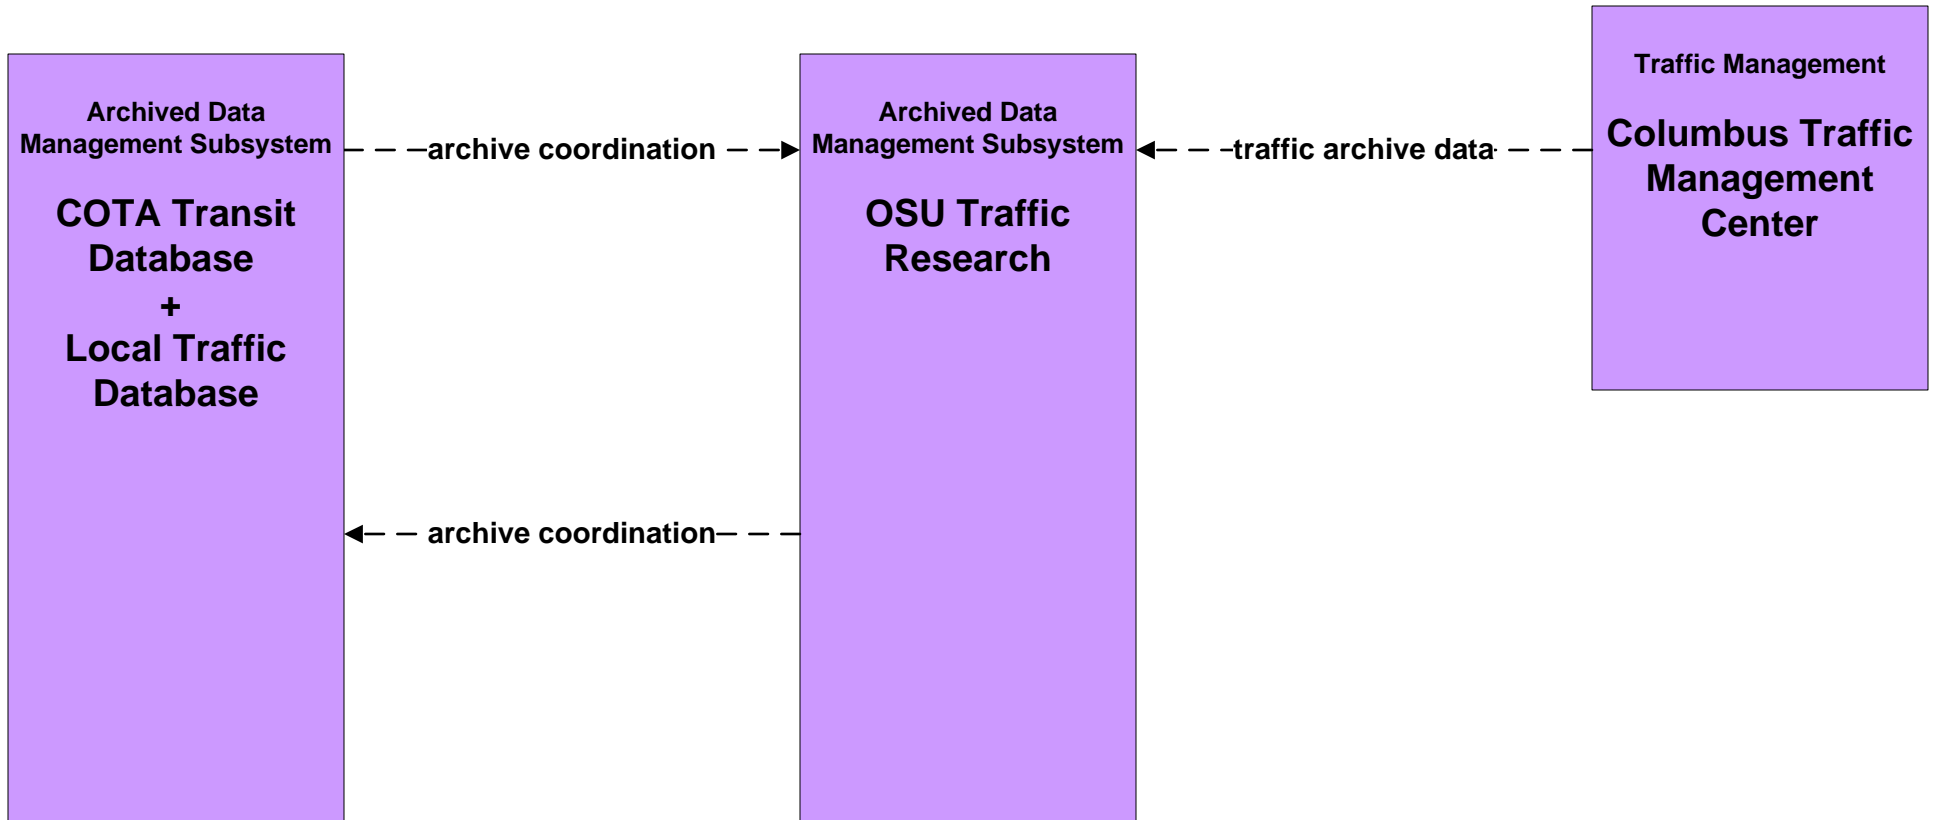 Archived Data
Management Subsystem
COTA Transit
Database
+
Local Traffic
Database
archive coordination
archive coordination
Archived Data
Management Subsystem
OSU Traffic
Research
traffic archive data
Traffic Management
Columbus Traffic
Management
Center